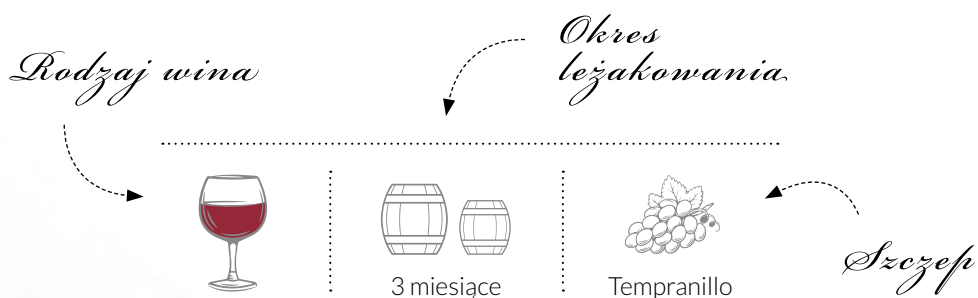 Rodzaj wina
Okres
leżakowania
3 miesiące
Tempranillo
Szczep